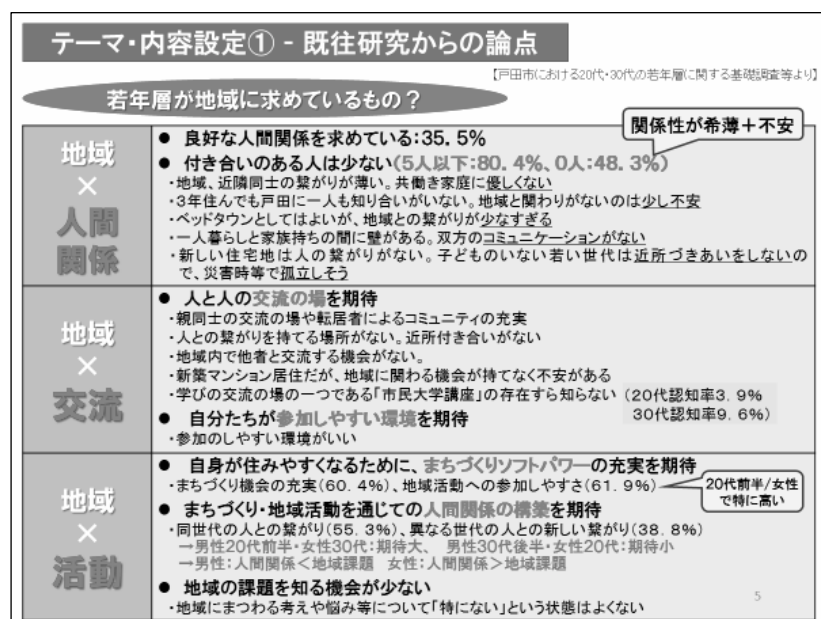 テーマ・内容設定① - 既往研究からの論点
【戸田市における20代・30代の若年層に関する基礎調査等より】
若年層が地域に求めているもの？
関係性が希薄＋不安
地域
×
人間
関係
● 良好な人間関係を求めている：35．5%
● 付き合いのある人は少ない（5人以下：80．4%、0人：48．3%）
・地域、近隣同士の繋がりが薄い。共働き家庭に優しくない
・3年住んでも戸田に一人も知り合いがいない。地域と関わりがないのは少し不安
・ベッドタウンとしてはよいが、地域との繋がりが少なすぎる
・一人暮らしと家族持ちの間に壁がある。双方のコミュニケーションがない
・新しい住宅地は人の繋がりがない。子どものいない若い世代は近所づきあいをしないの
で、災害時等で孤立しそう
地域
×
交流
● 人と人の交流の場を期待
・親同士の交流の場や転居者によるコミュニティの充実
・人との繋がりを持てる場所がない。近所付き合いがない
・地域内で他者と交流する機会がない。
・新築マンション居住だが、地域に関わる機会が持てなく不安がある
・学びの交流の場の一つである「市民大学講座」の存在すら知らない（20代認知率3．9%
30代認知率9．6%）
● 自分たちが参加しやすい環境を期待
・参加のしやすい環境がいい
地域
×
活動
● 自身が住みやすくなるために、まちづくりソフトパワーの充実を期待
・まちづくり機会の充実（60．4%）、地域活動への参加しやすさ（61．9%）
20代前半/女性
で特に高い
● まちづくり・地域活動を通じての人間関係の構築を期待
・同世代の人との繋がり（55．3%）、異なる世代の人との新しい繋がり（38．8%）
→男性20代前半・女性30代：期待大、 男性30代後半・女性20代：期待小
→男性：人間関係＜地域課題 女性：人間関係＞地域課題
● 地域の課題を知る機会が少ない
・地域にまつわる考えや悩み等について「特にない」という状態はよくない
5